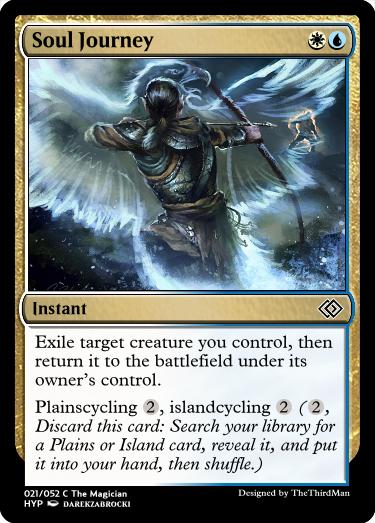 Soul Journey
Instant
Exile target creature you control, then
return it to the battlefield under its
owner's control.
Plainscycling 2, islandcycling 2 (2,
Discard this card: Search your library for
a Plains or Island card, reveal it, and put
it into your hand, then shuffle.)
021/052 C The Magician
Designed by TheThirdMan
HYP DAREKZABROCKI